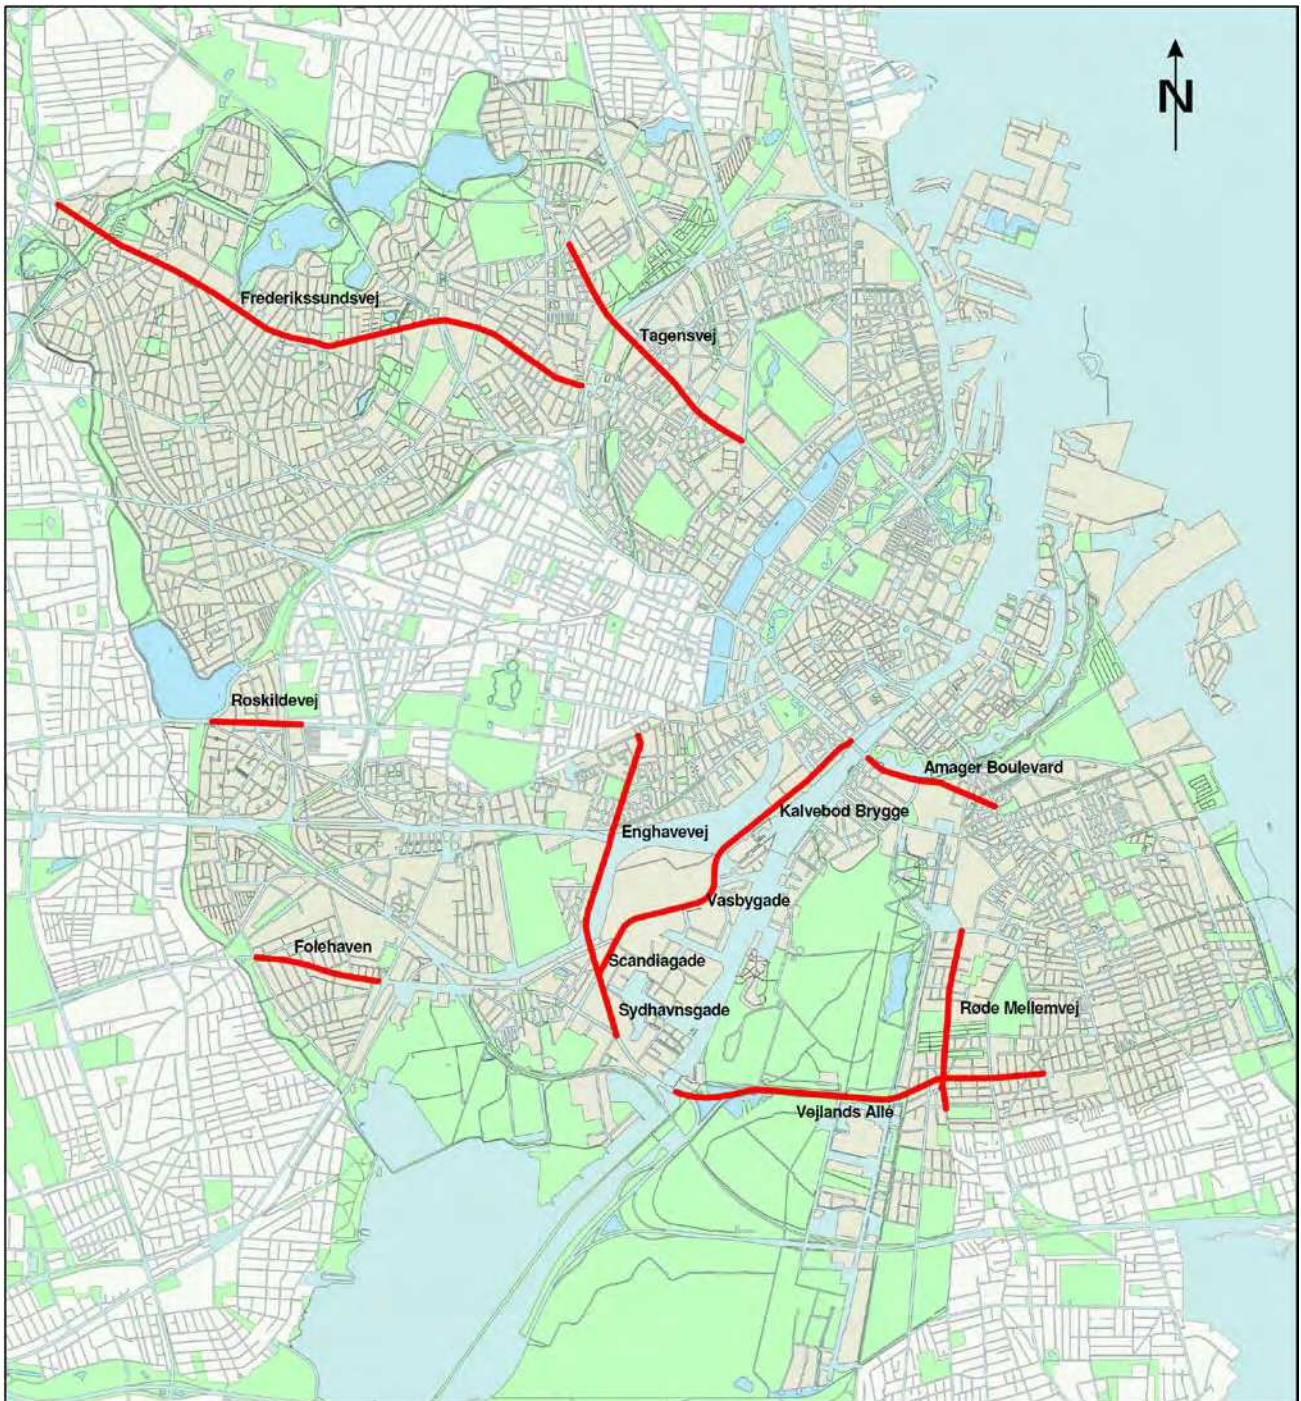 N
Frederikssundsvej
Tagensvej
Roskildevej
Amager Boulevard
Kalvebod Brygge
Enghavevej
Vasbygade
Folehaven
Scandiagade
Sydhavnsgade
Røde Mellemvej
Vejlands Allé